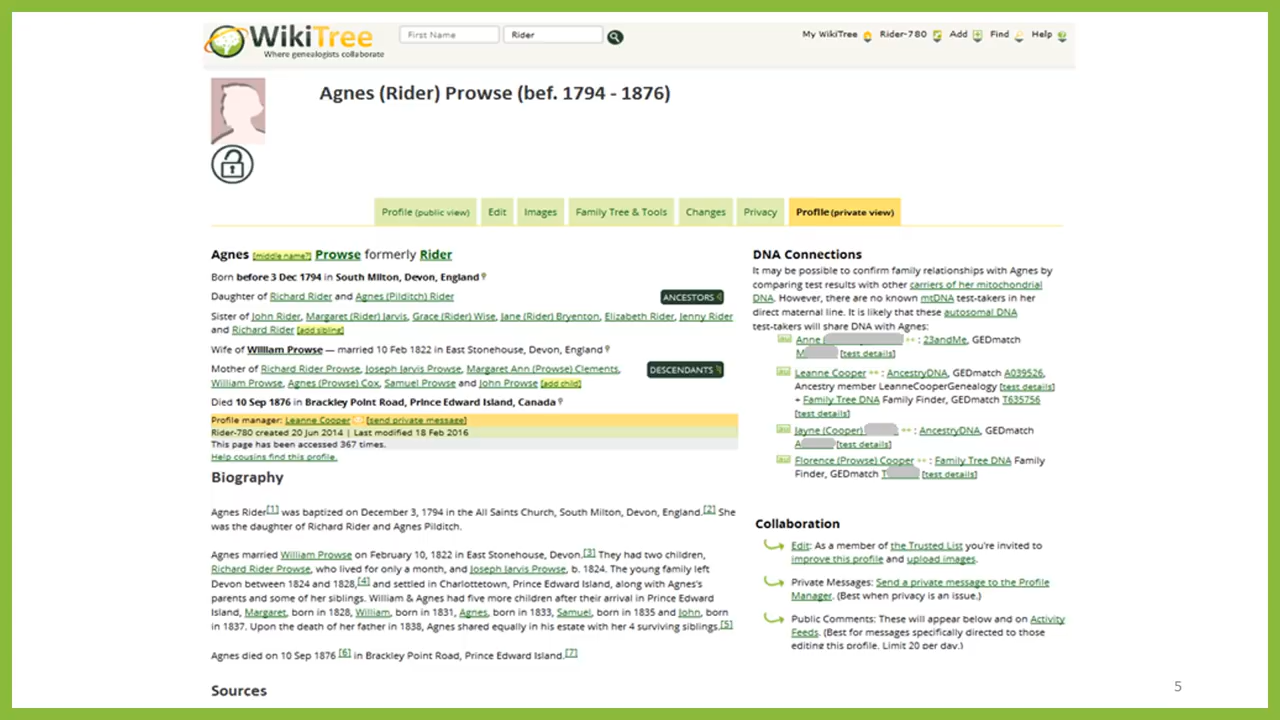 WikiTree
Where genealogists collaborate
First Name
Rider
My WikiTree Rider-780 Add Find Help
Agnes (Rider) Prowse (bef. 1794 - 1876)
Profile (public view) Edit Images Family Tree & Tools Changes Privacy Profile (private view)
Agnes [middle name?] Prowse formerly Rider
Born before 3 Dec 1794 in South Milton, Devon, England
Daughter of Richard Rider and Agnes (Pilditch) Rider
ANCESTORS
Sister of John Rider, Margaret (Rider) Jarvis, Grace (Rider) Wise, Jane (Rider) Bryenton, Elizabeth Rider, Jenny Rider
and Richard Rider [add sibling]
Wife of William Prowse — married 10 Feb 1822 in East Stonehouse, Devon, England
Mother of Richard Rider Prowse, Joseph Jarvis Prowse, Margaret Ann (Prowse) Clements,
William Prowse, Agnes (Prowse) Cox, Samuel Prowse and John Prowse [add child]
DESCENDANTS
Died 10 Sep 1876 in Brackley Point Road, Prince Edward Island, Canada
Profile manager: Leanne Cooper [send private message]
Rider-780 created 20 Jun 2014 | Last modified 18 Feb 2016
This page has been accessed 367 times.
Help cousins find this profile.
Biography
Agnes Rider[1] was baptized on December 3, 1794 in the All Saints Church, South Milton, Devon, England.[2] She
was the daughter of Richard Rider and Agnes Pilditch.
Agnes married William Prowse on February 10, 1822 in East Stonehouse, Devon.[3] They had two children,
Richard Rider Prowse, who lived for only a month, and Joseph Jarvis Prowse, b. 1824. The young family left
Devon between 1824 and 1828,[4] and settled in Charlottetown, Prince Edward Island, along with Agnes's
parents and some of her siblings. William & Agnes had five more children after their arrival in Prince Edward
Island, Margaret, born in 1828, William, born in 1831, Agnes, born in 1833, Samuel, born in 1835 and John, born
in 1837. Upon the death of her father in 1838, Agnes shared equally in his estate with her 4 surviving siblings.[5]
Agnes died on 10 Sep 1876 [6] in Brackley Point Road, Prince Edward Island.[7]
Sources
DNA Connections
It may be possible to confirm family relationships with Agnes by
comparing test results with other carriers of her mitochondrial
DNA. However, there are no known mtDNA test-takers in her
direct maternal line. It is likely that these autosomal DNA
test-takers will share DNA with Agnes:
Anne : 23andMe, GEDmatch
M [test details]
Leanne Cooper : AncestryDNA, GEDmatch A039526,
Ancestry member LeanneCooperGenealogy [test details]
+ Family Tree DNA Family Finder, GEDmatch T635756
[test details]
Jayne (Cooper) : AncestryDNA, GEDmatch
A [test details]
Florence (Prowse) Cooper : Family Tree DNA Family
Finder, GEDmatch T [test details]
Collaboration
Edit: As a member of the Trusted List you're invited to
improve this profile and upload images.
Private Messages: Send a private message to the Profile
Manager. (Best when privacy is an issue.)
Public Comments: These will appear below and on Activity
Feeds. (Best for messages specifically directed to those
editing this profile. Limit 20 per day.)
5